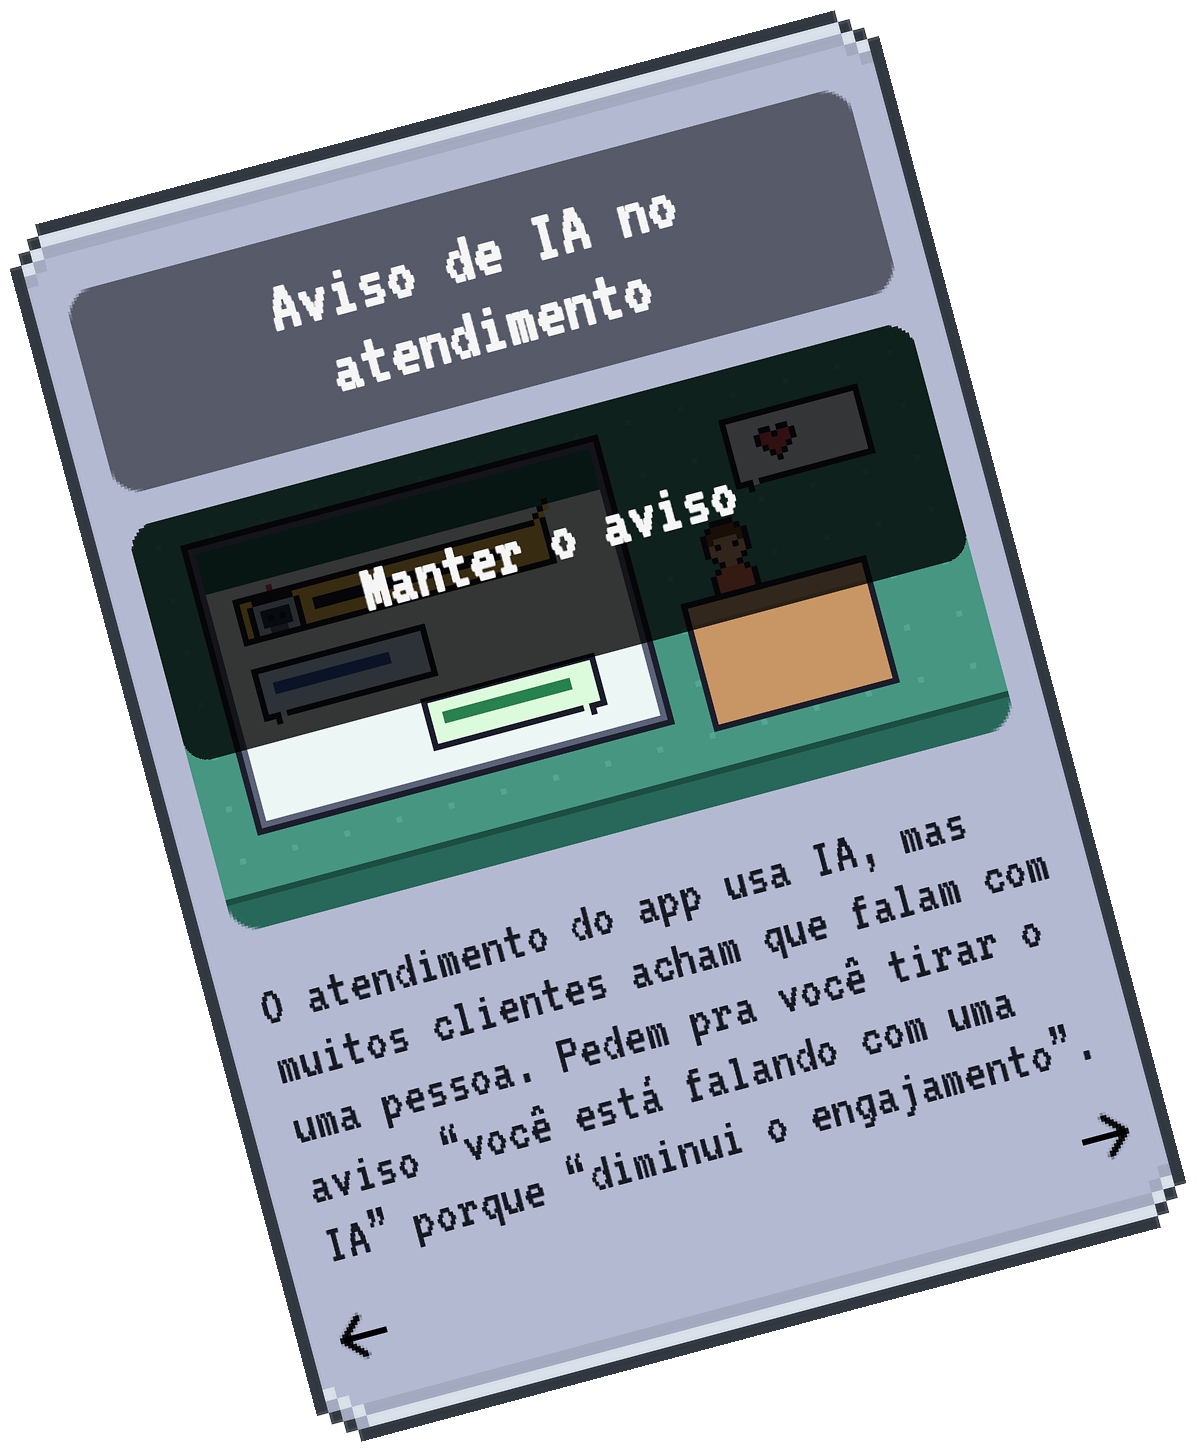 Aviso de IA no
atendimento
Manter o aviso
O atendimento do app usa IA, mas
muitos clientes acham que falam com
uma pessoa. Pedem pra você tirar o
aviso “você está falando com uma
IA” porque “diminui o engajamento”.